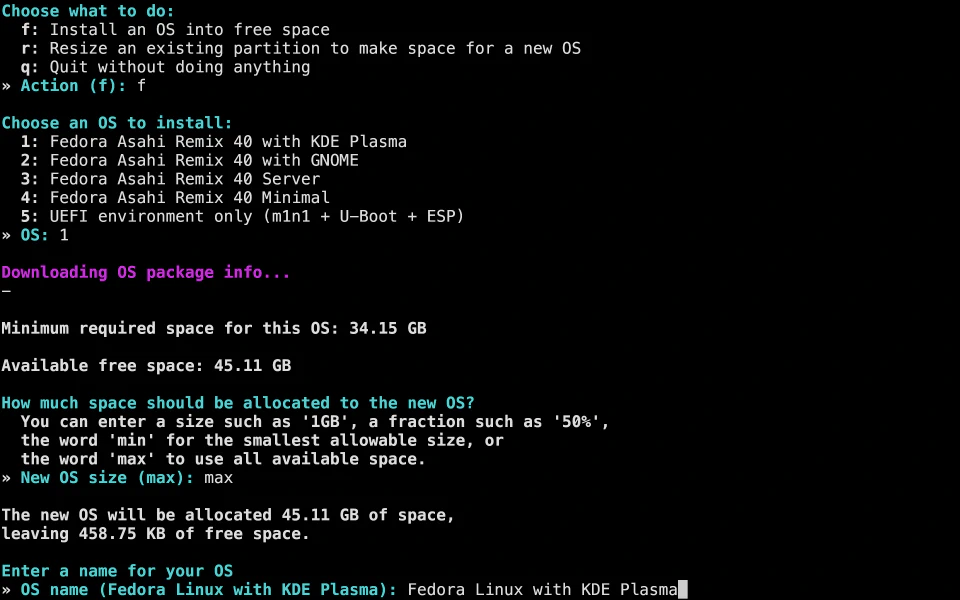 Choose what to do:
f: Install an OS into free space
r: Resize an existing partition to make space for a new OS
q: Quit without doing anything
» Action (f): f
Choose an OS to install:
1: Fedora Asahi Remix 40 with KDE Plasma
2: Fedora Asahi Remix 40 with GNOME
3: Fedora Asahi Remix 40 Server
4: Fedora Asahi Remix 40 Minimal
5: UEFI environment only (m1n1 + U-Boot + ESP)
» OS: 1
Downloading OS package info...
–
Minimum required space for this OS: 34.15 GB
Available free space: 45.11 GB
How much space should be allocated to the new OS?
You can enter a size such as '1GB', a fraction such as '50%',
the word 'min' for the smallest allowable size, or
the word 'max' to use all available space.
» New OS size (max): max
The new OS will be allocated 45.11 GB of space,
leaving 458.75 KB of free space.
Enter a name for your OS
» OS name (Fedora Linux with KDE Plasma): Fedora Linux with KDE Plasma